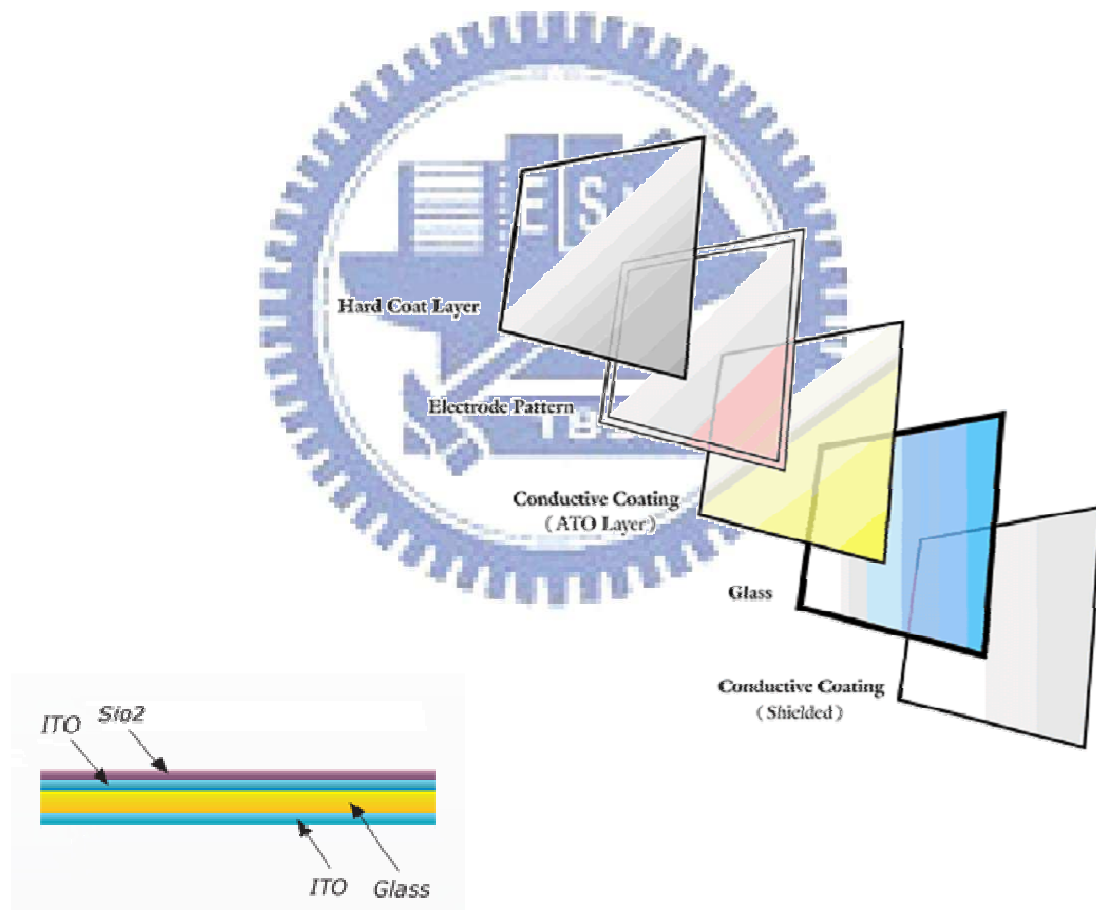 Hard Coat Layer
Electrode Pattern
Conductive Coating
( ATO Layer )
Glass
Conductive Coating
( Shielded )
ITO
Sio2
ITO
Glass